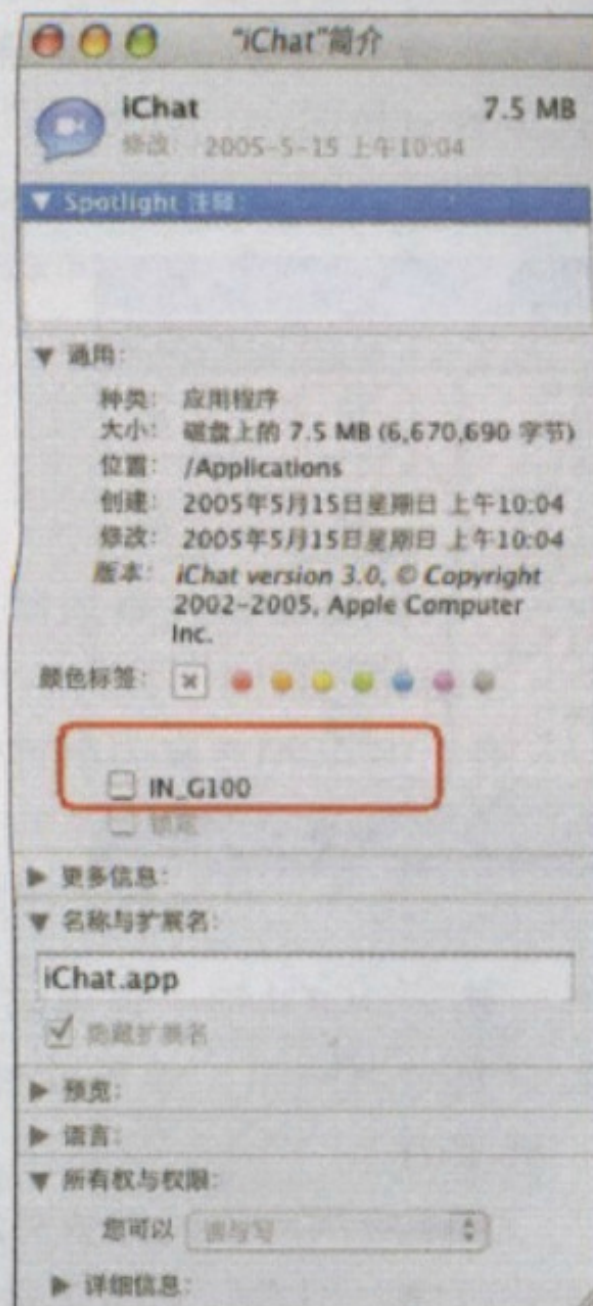 “iChat”简介
iChat 7.5 MB
修改: 2005-5-15 上午10:04
Spotlight 注释:
通用:
种类: 应用程序
大小: 磁盘上的 7.5 MB (6,670,690 字节)
位置: /Applications
创建: 2005年5月15日星期日 上午10:04
修改: 2005年5月15日星期日 上午10:04
版本: iChat version 3.0, © Copyright
2002-2005, Apple Computer
Inc.
颜色标签:
IN_G100
锁定
更多信息:
名称与扩展名:
iChat.app
隐藏扩展名
预览:
语言:
所有权与权限:
您可以 读与写
详细信息: